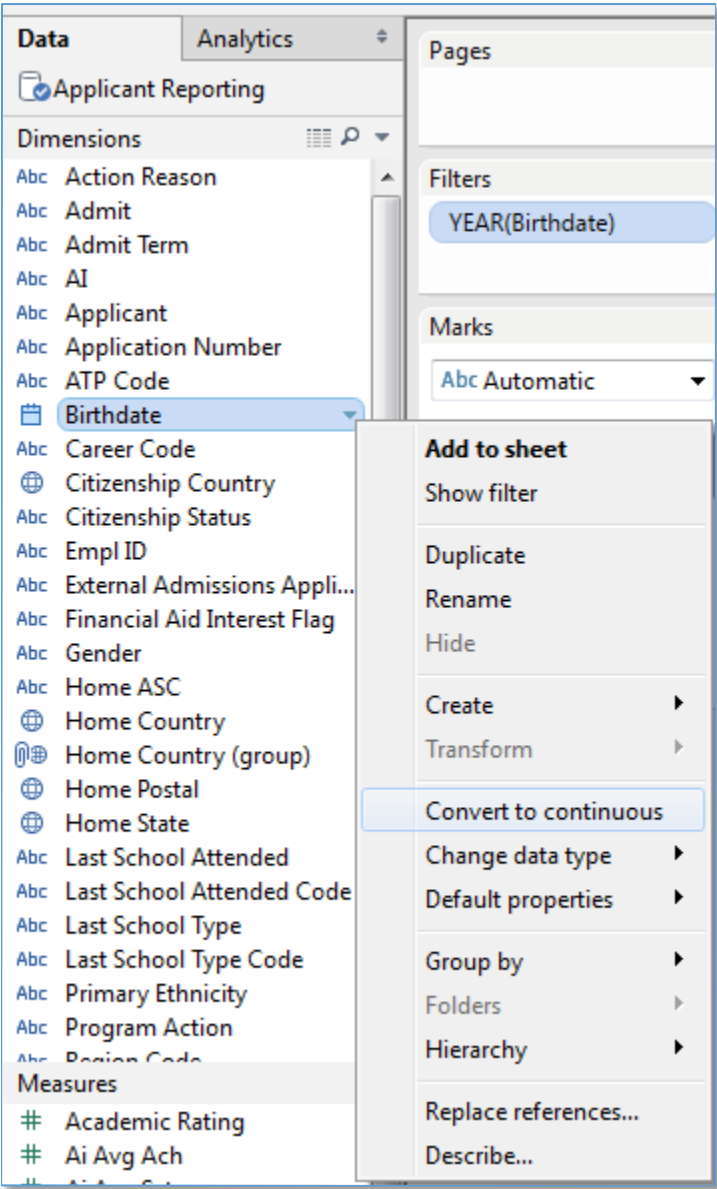 Data
Analytics
Applicant Reporting
Dimensions
Abc Action Reason
Abc Admit
Abc Admit Term
Abc AI
Abc Applicant
Abc Application Number
Abc ATP Code
Birthdate
Abc Career Code
Citizenship Country
Abc Citizenship Status
Abc Empl ID
Abc External Admissions Appli...
Abc Financial Aid Interest Flag
Abc Gender
Abc Home ASC
Home Country
Home Country (group)
Home Postal
Home State
Abc Last School Attended
Abc Last School Attended Code
Abc Last School Type
Abc Last School Type Code
Abc Primary Ethnicity
Abc Program Action
Abc Region Code
Measures
# Academic Rating
# Ai Avg Ach
Pages
Filters
YEAR(Birthdate)
Marks
Abc Automatic
Add to sheet
Show filter
Duplicate
Rename
Hide
Create
Transform
Convert to continuous
Change data type
Default properties
Group by
Folders
Hierarchy
Replace references...
Describe...